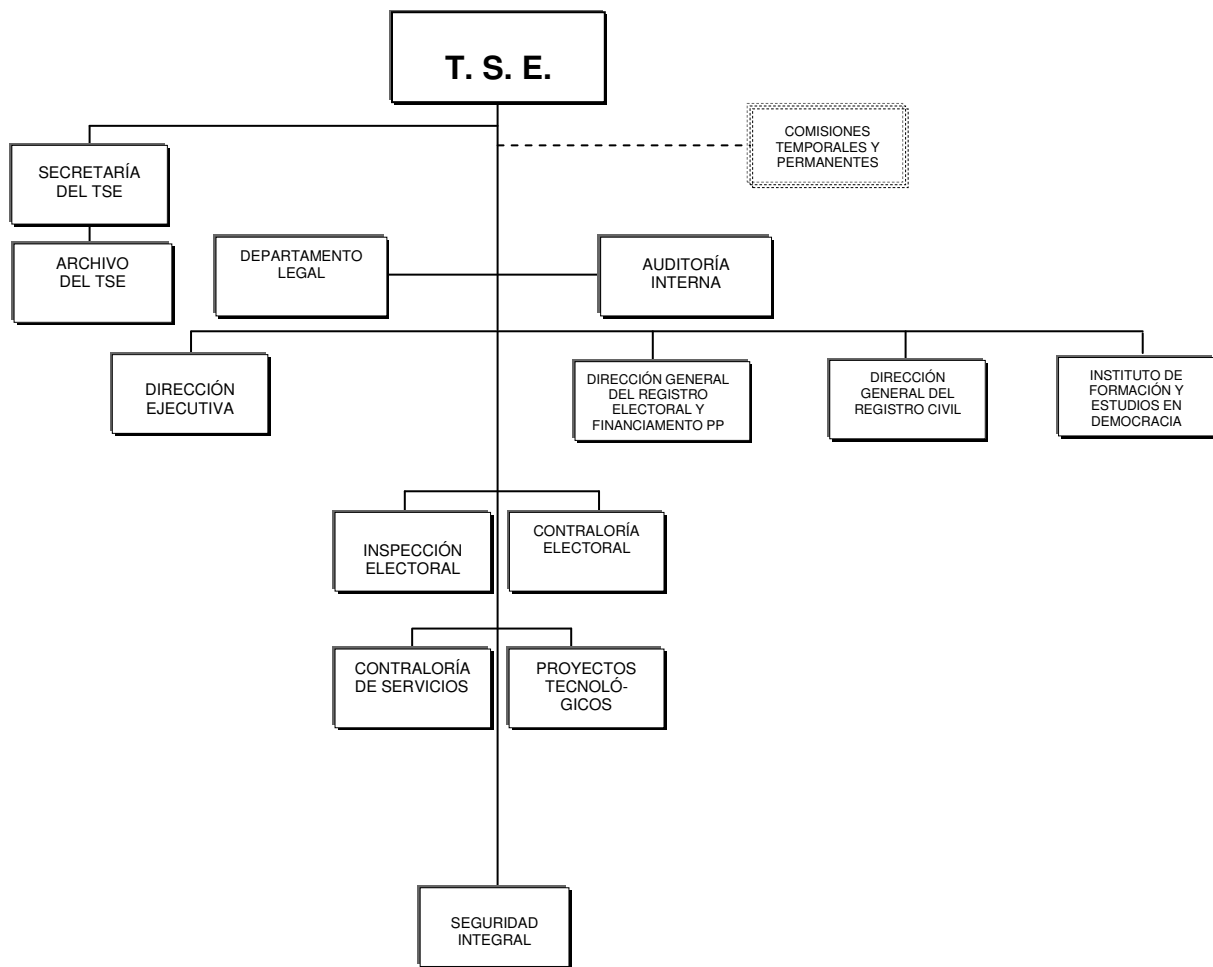 T. S. E.
COMISIONES
TEMPORALES Y
PERMANENTES
SECRETARÍA
DEL TSE
ARCHIVO
DEL TSE
DEPARTAMENTO
LEGAL
AUDITORÍA
INTERNA
DIRECCIÓN
EJECUTIVA
DIRECCIÓN GENERAL
DEL REGISTRO
ELECTORAL Y
FINANCIAMENTO PP
DIRECCIÓN
GENERAL DEL
REGISTRO CIVIL
INSTITUTO DE
FORMACIÓN Y
ESTUDIOS EN
DEMOCRACIA
INSPECCIÓN
ELECTORAL
CONTRALORÍA
ELECTORAL
CONTRALORÍA
DE SERVICIOS
PROYECTOS
TECNOLÓ-
GICOS
SEGURIDAD
INTEGRAL